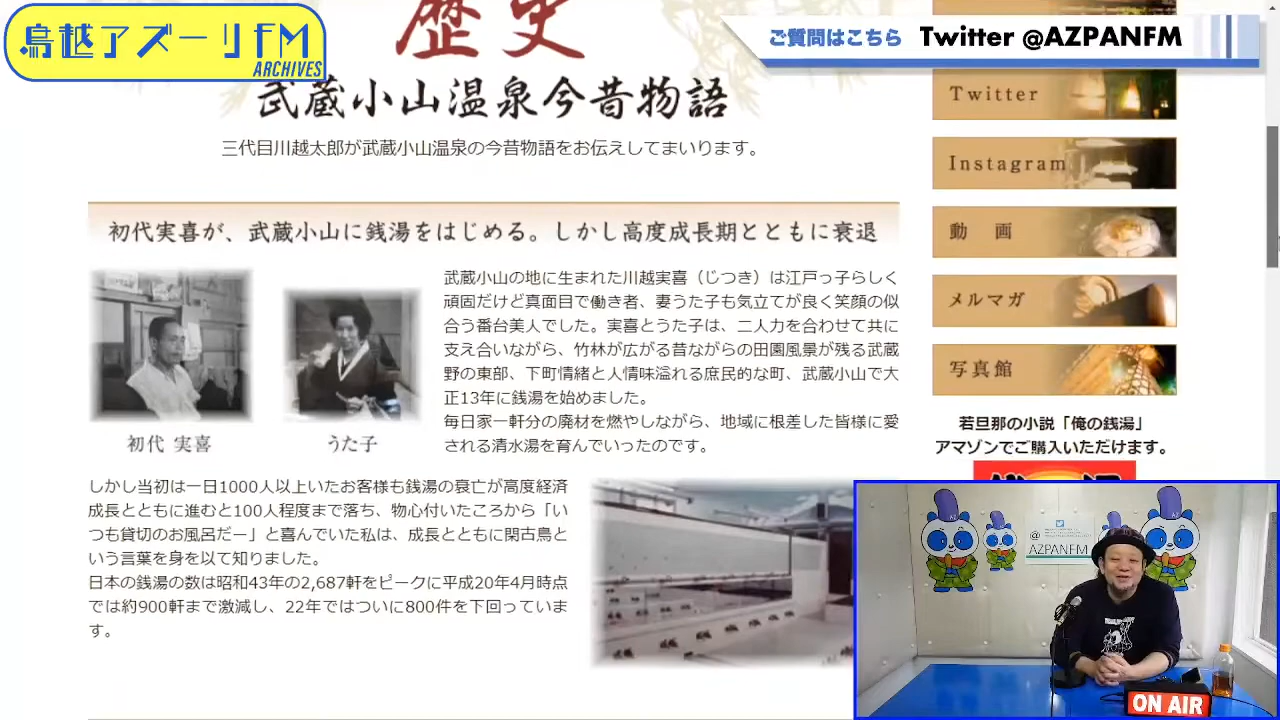 鳥越アズーリFM
ARCHIVES
ご質問はこちら Twitter @AZPANFM
歴史
武蔵小山温泉今昔物語
三代目川越太郎が武蔵小山温泉の今昔物語をお伝えしてまいります。
初代実喜が、武蔵小山に銭湯をはじめる。しかし高度成長期とともに衰退
武蔵小山の地に生まれた川越実喜（じつき）は江戸っ子らしく
頑固だけど真面目で働き者、妻うた子も気立てが良く笑顔の似
合う番台美人でした。実喜とうた子は、二人力を合わせて共に
支え合いながら、竹林が広がる昔ながらの田園風景が残る武蔵
野の東部、下町情緒と人情味溢れる庶民的な町、武蔵小山で大
正13年に銭湯を始めました。
毎日家一軒分の廃材を燃やしながら、地域に根差した皆様に愛
される清水湯を育んでいったのです。
初代 実喜
うた子
しかし当初は一日1000人以上いたお客様も銭湯の衰亡が高度経済
成長とともに進むと100人程度まで落ち、物心付いたころから「い
つも貸切のお風呂だー」と喜んでいた私は、成長とともに閑古鳥と
いう言葉を身を以て知りました。
日本の銭湯の数は昭和43年の2,687軒をピークに平成20年4月時点
では約900軒まで激減し、22年ではついに800件を下回っていま
す。
Twitter
Instagram
動 画
メルマガ
写真館
若旦那の小説「俺の銭湯」
アマゾンでご購入いただけます。
@
AZPANFM
ON AIR